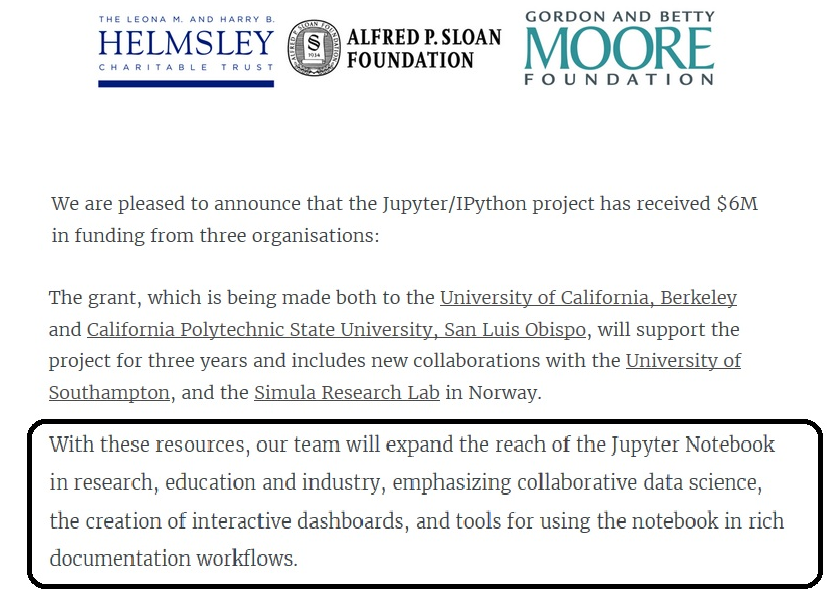 THE LEONA M. AND HARRY B.
HELMSLEY
CHARITABLE TRUST
ALFRED P. SLOAN FOUNDATION
S
1934
ALFRED P. SLOAN
FOUNDATION
GORDON AND BETTY
MOORE
FOUNDATION
We are pleased to announce that the Jupyter/IPython project has received $6M
in funding from three organisations:
The grant, which is being made both to the University of California, Berkeley
and California Polytechnic State University, San Luis Obispo, will support the
project for three years and includes new collaborations with the University of
Southampton, and the Simula Research Lab in Norway.
With these resources, our team will expand the reach of the Jupyter Notebook
in research, education and industry, emphasizing collaborative data science,
the creation of interactive dashboards, and tools for using the notebook in rich
documentation workflows.